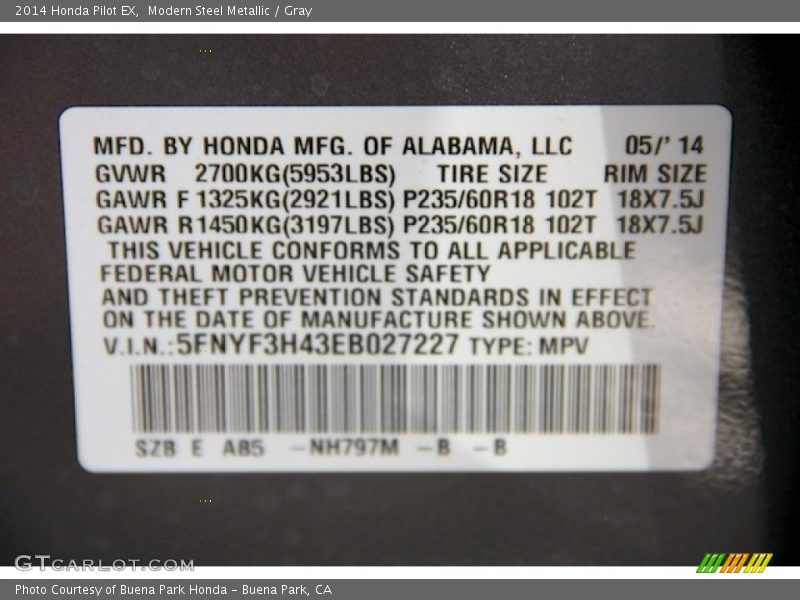 2014 Honda Pilot EX,  Modern Steel Metallic / Gray
MFD. BY HONDA MFG. OF ALABAMA, LLC 05/' 14
GVWR 2700KG(5953LBS) TIRE SIZE RIM SIZE
GAWR F 1325KG(2921LBS) P235/60R18 102T 18X7.5J
GAWR R1450KG(3197LBS) P235/60R18 102T 18X7.5J
THIS VEHICLE CONFORMS TO ALL APPLICABLE
FEDERAL MOTOR VEHICLE SAFETY
AND THEFT PREVENTION STANDARDS IN EFFECT
ON THE DATE OF MANUFACTURE SHOWN ABOVE.
V.I.N.:5FNYF3H43EB027227 TYPE: MPV
SZB E A85 -NH797M -B -B
GTCARLOT.COM
Photo Courtesy of Buena Park Honda - Buena Park, CA